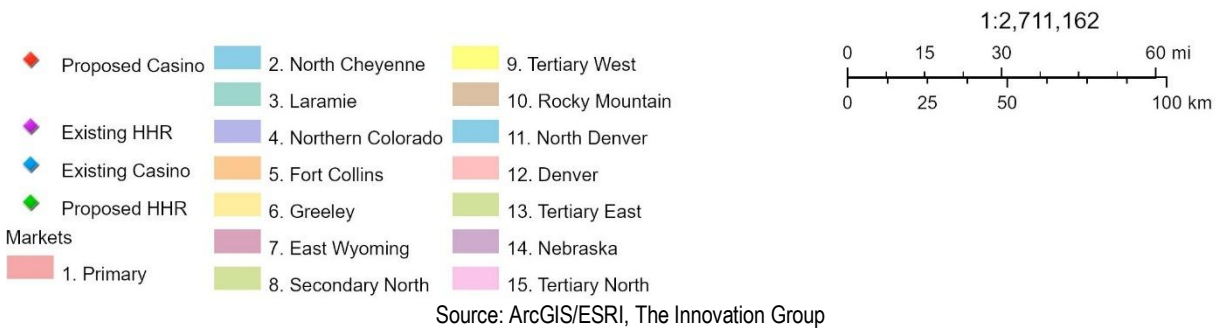 1:2,711,162
0 15 30 60 mi
0 25 50 100 km
Proposed Casino
Existing HHR
Existing Casino
Proposed HHR
Markets
1. Primary
2. North Cheyenne
3. Laramie
4. Northern Colorado
5. Fort Collins
6. Greeley
7. East Wyoming
8. Secondary North
9. Tertiary West
10. Rocky Mountain
11. North Denver
12. Denver
13. Tertiary East
14. Nebraska
15. Tertiary North
Source: ArcGIS/ESRI, The Innovation Group